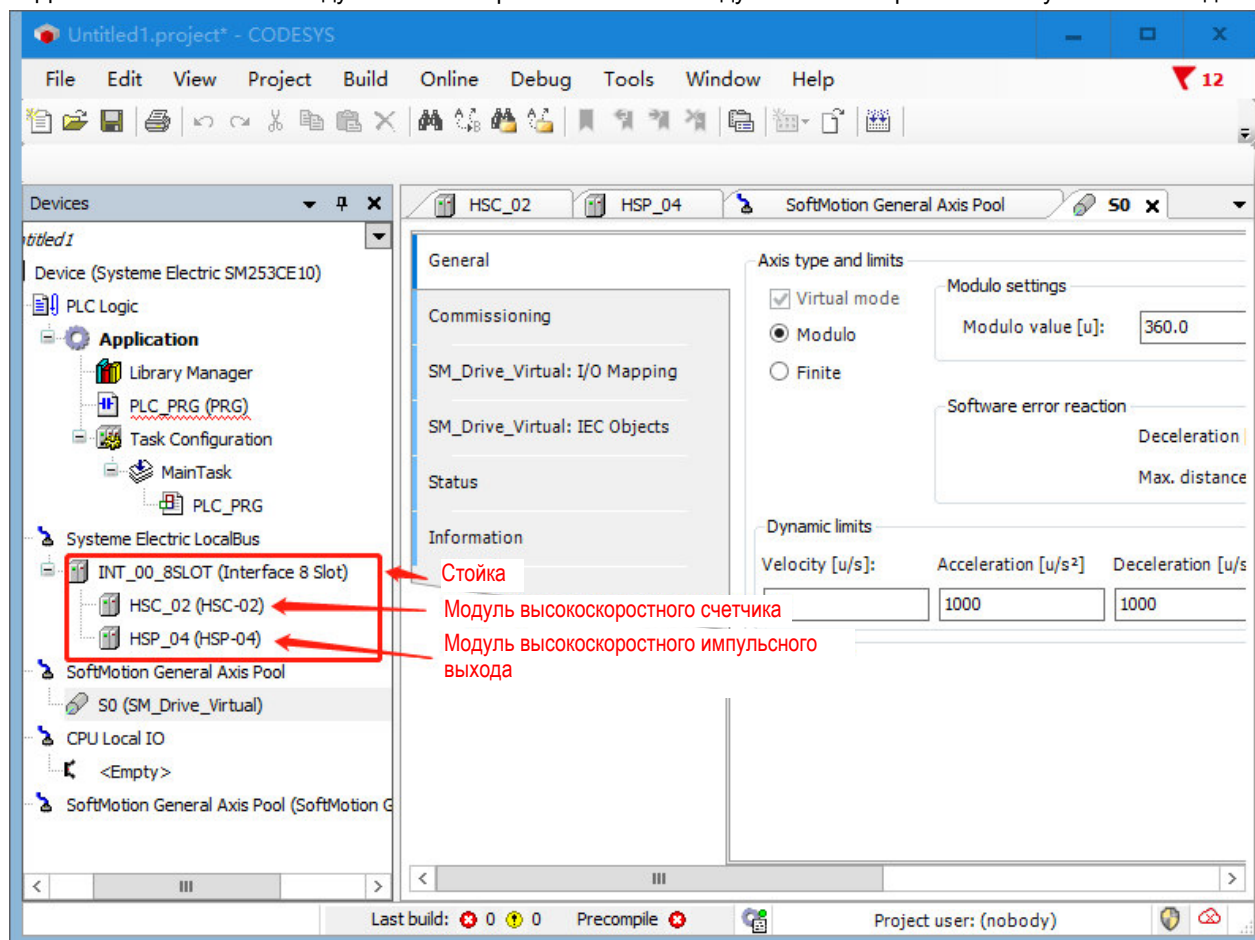 Untitled1.project* - CODESYS
File Edit View Project Build Online Debug Tools Window Help 12
Devices
HSC_02 HSP_04 SoftMotion General Axis Pool S0
Device (Systeme Electric SM253CE10)
PLC Logic
Application
Library Manager
PLC_PRG (PRG)
Task Configuration
MainTask
PLC_PRG
Systeme Electric LocalBus
INT_00_8SLOT (Interface 8 Slot)
HSC_02 (HSC-02)
HSP_04 (HSP-04)
SoftMotion General Axis Pool
S0 (SM_Drive_Virtual)
CPU Local IO
<Empty>
SoftMotion General Axis Pool (SoftMotion G
General
Commissioning
SM_Drive_Virtual: I/O Mapping
SM_Drive_Virtual: IEC Objects
Status
Information
Стойка
Модуль высокоскоростного счетчика
Модуль высокоскоростного импульсного
выхода
Axis type and limits
Virtual mode
Modulo
Finite
Modulo settings
Modulo value [u]: 360.0
Software error reaction
Deceleration
Max. distance
Dynamic limits
Velocity [u/s]: Acceleration [u/s²] Deceleration [u/s
1000 1000
Last build: 0 0 Precompile Project user: (nobody)